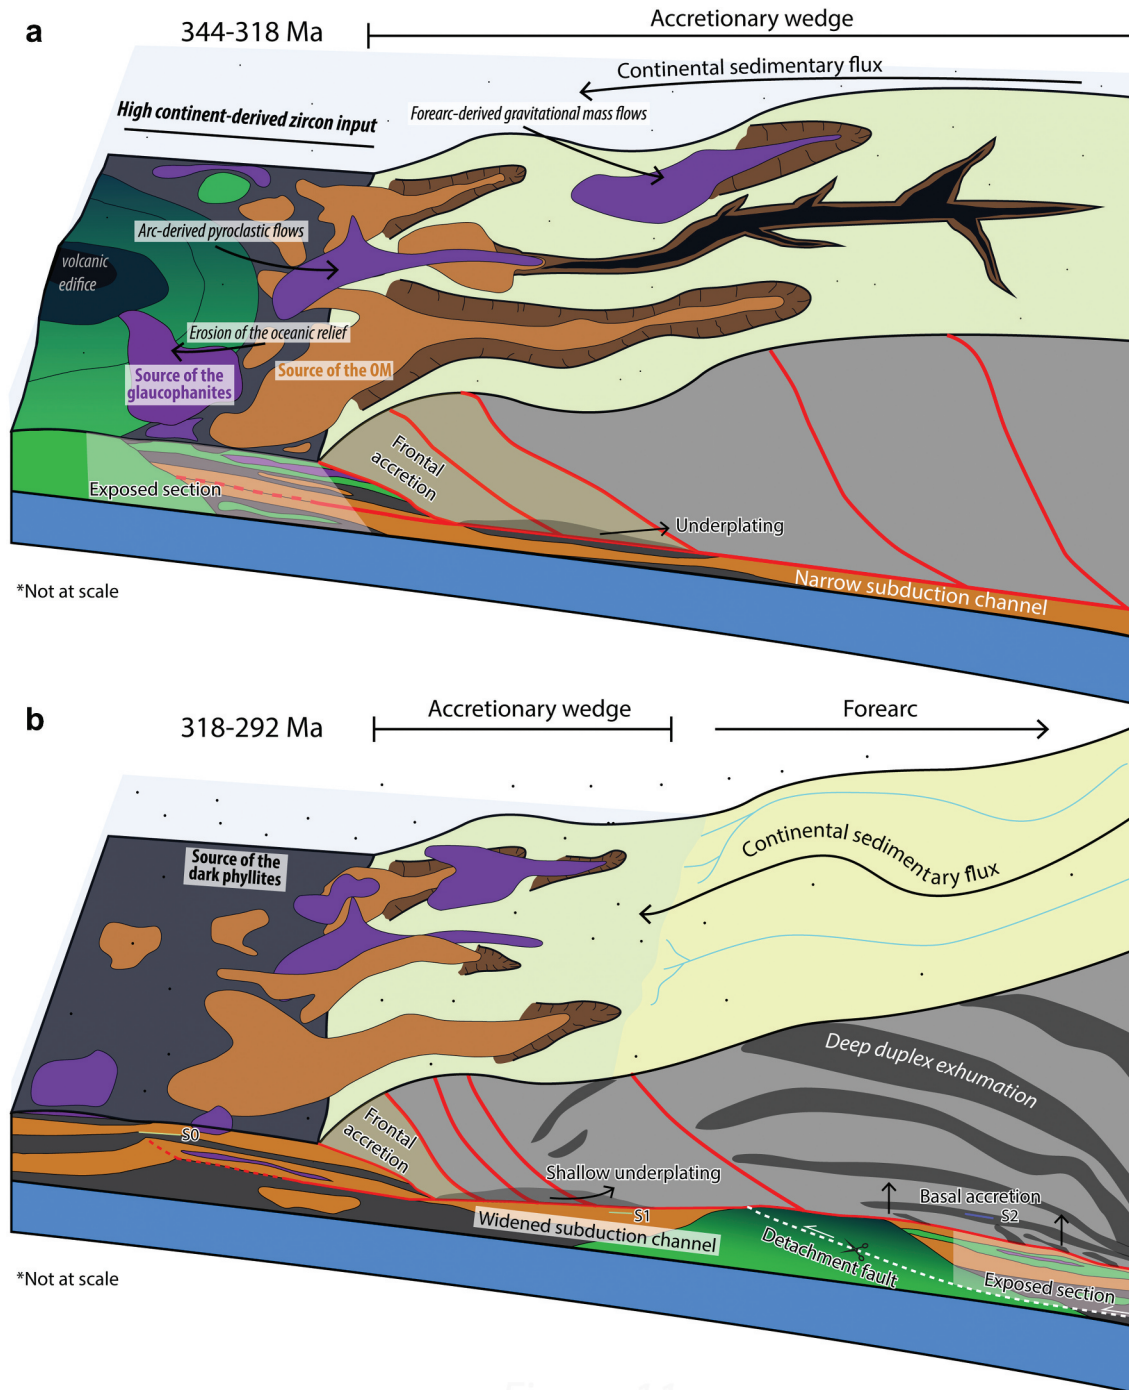 a
344-318 Ma
Accretionary wedge
Continental sedimentary flux
High continent-derived zircon input
Forearc-derived gravitational mass flows
Arc-derived pyroclastic flows
volcanic
edifice
Erosion of the oceanic relief
Source of the
glaucophanites
Source of the OM
Frontal
accretion
Exposed section
Underplating
Narrow subduction channel
*Not at scale
b
318-292 Ma
Accretionary wedge
Forearc
Source of the
dark phyllites
Continental sedimentary flux
Deep duplex exhumation
S0
Frontal
accretion
Shallow underplating
Basal accretion
S1
S2
Widened subduction channel
Detachment fault
Exposed section
*Not at scale